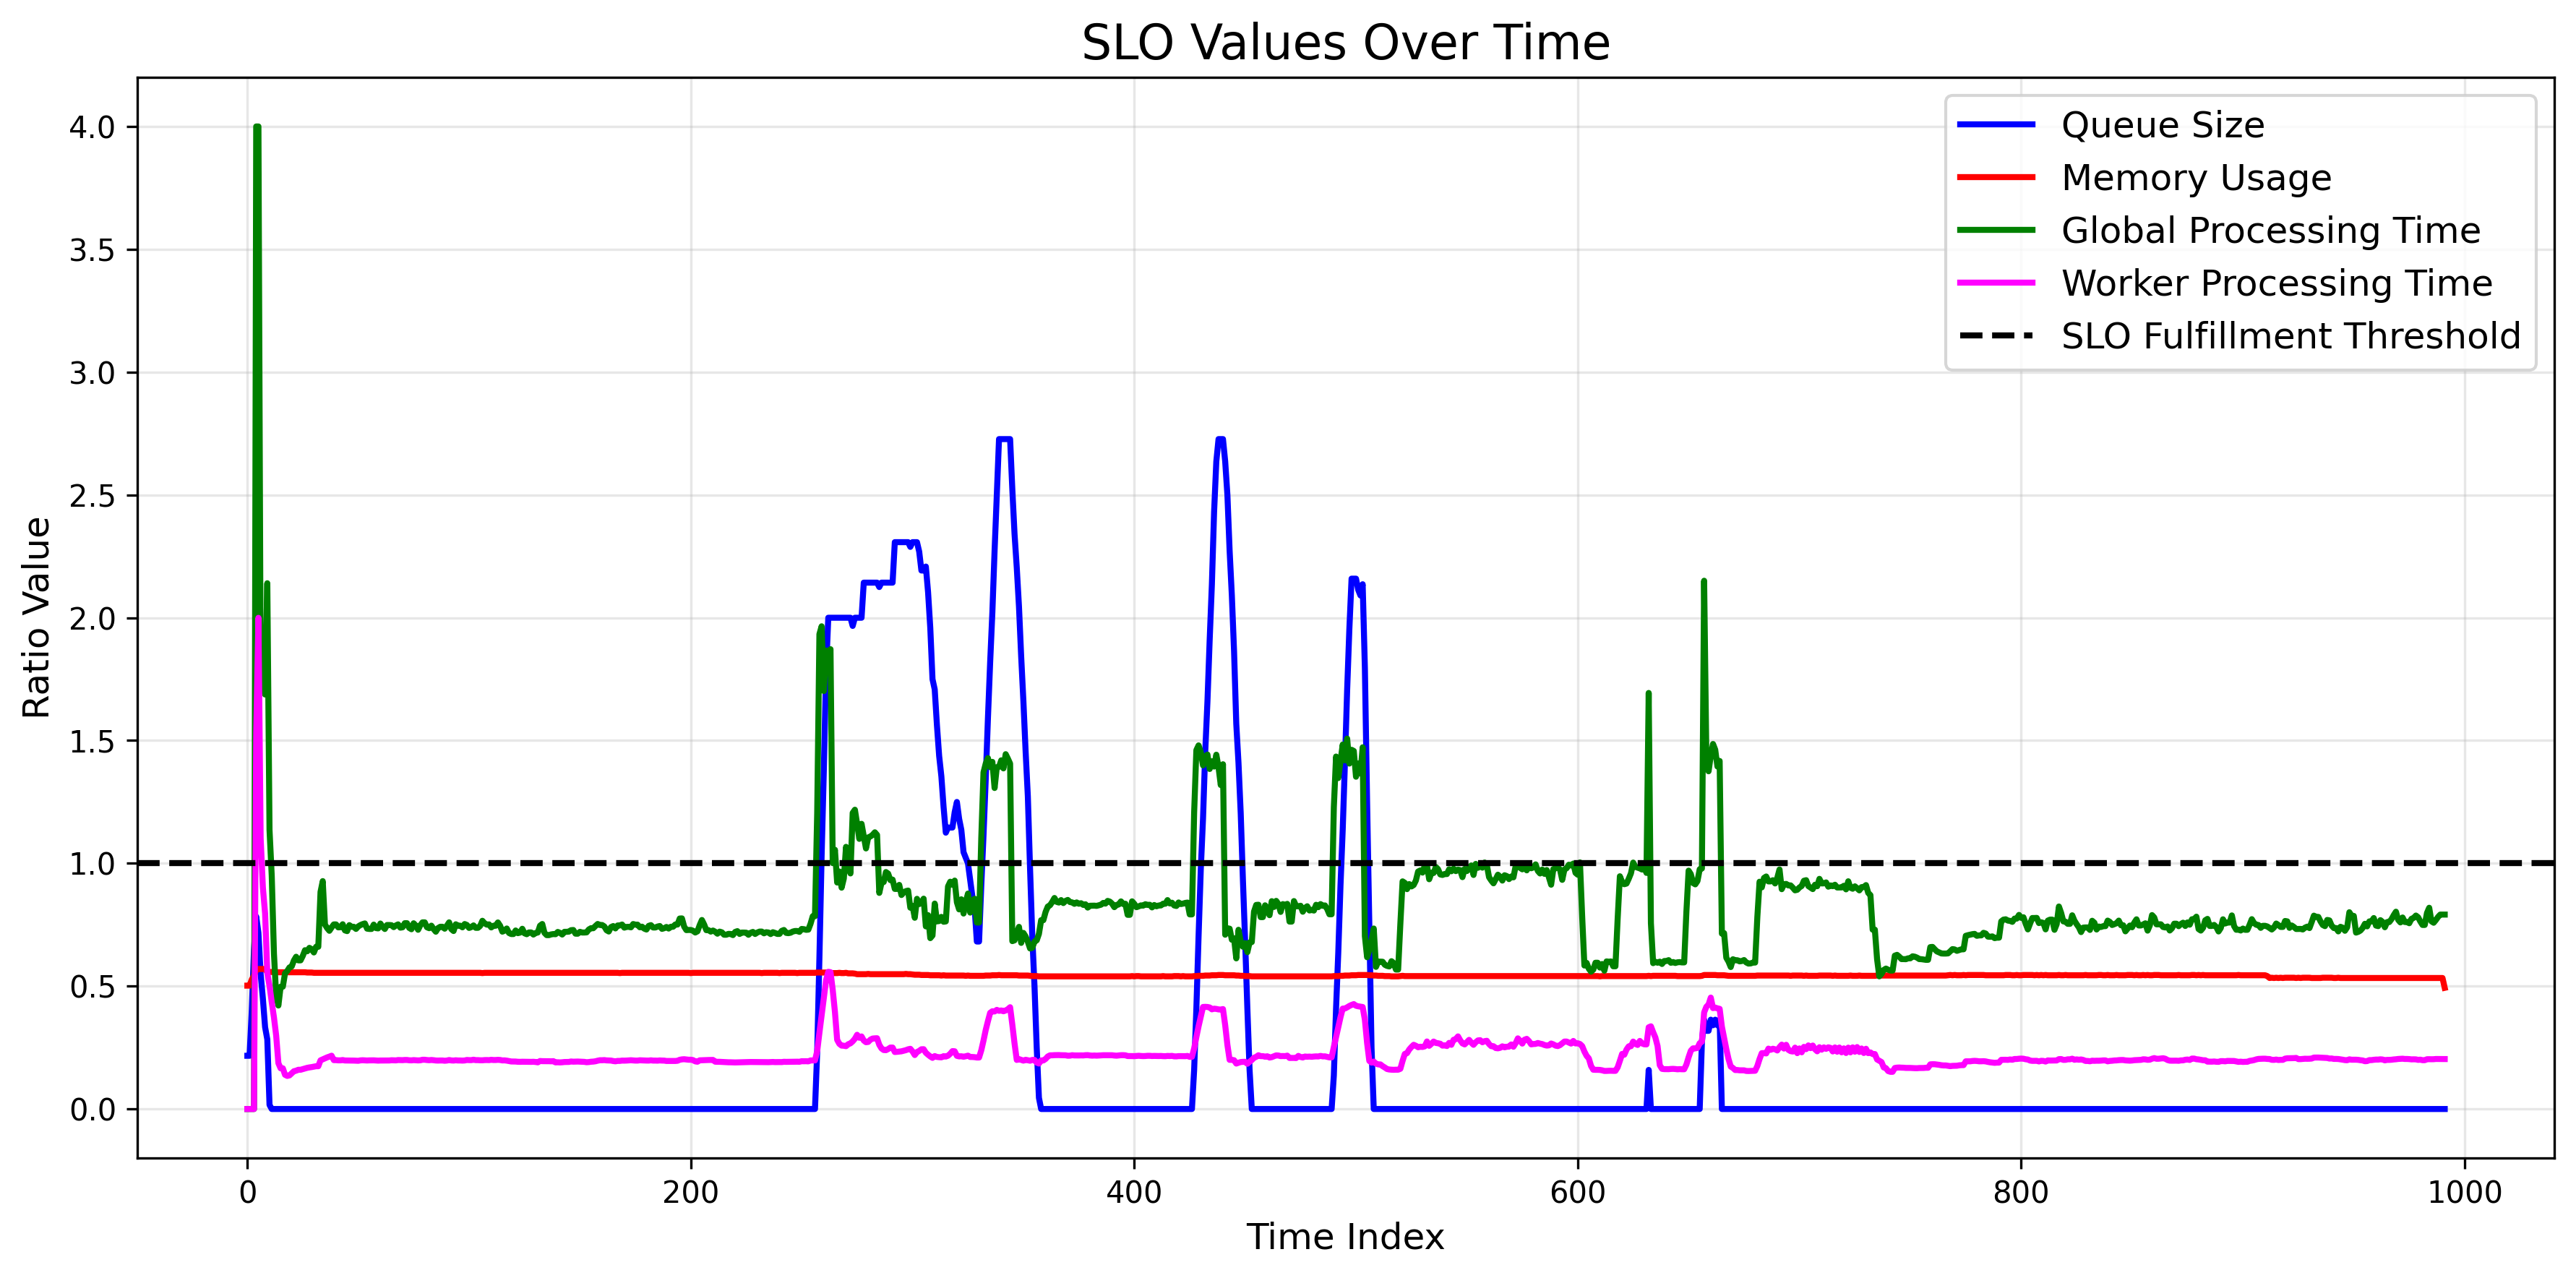 SLO Values Over Time
Ratio Value
4.0
3.5
3.0
2.5
2.0
1.5
1.0
0.5
0.0
Queue Size
Memory Usage
Global Processing Time
Worker Processing Time
SLO Fulfillment Threshold
0
200
400
600
800
1000
Time Index